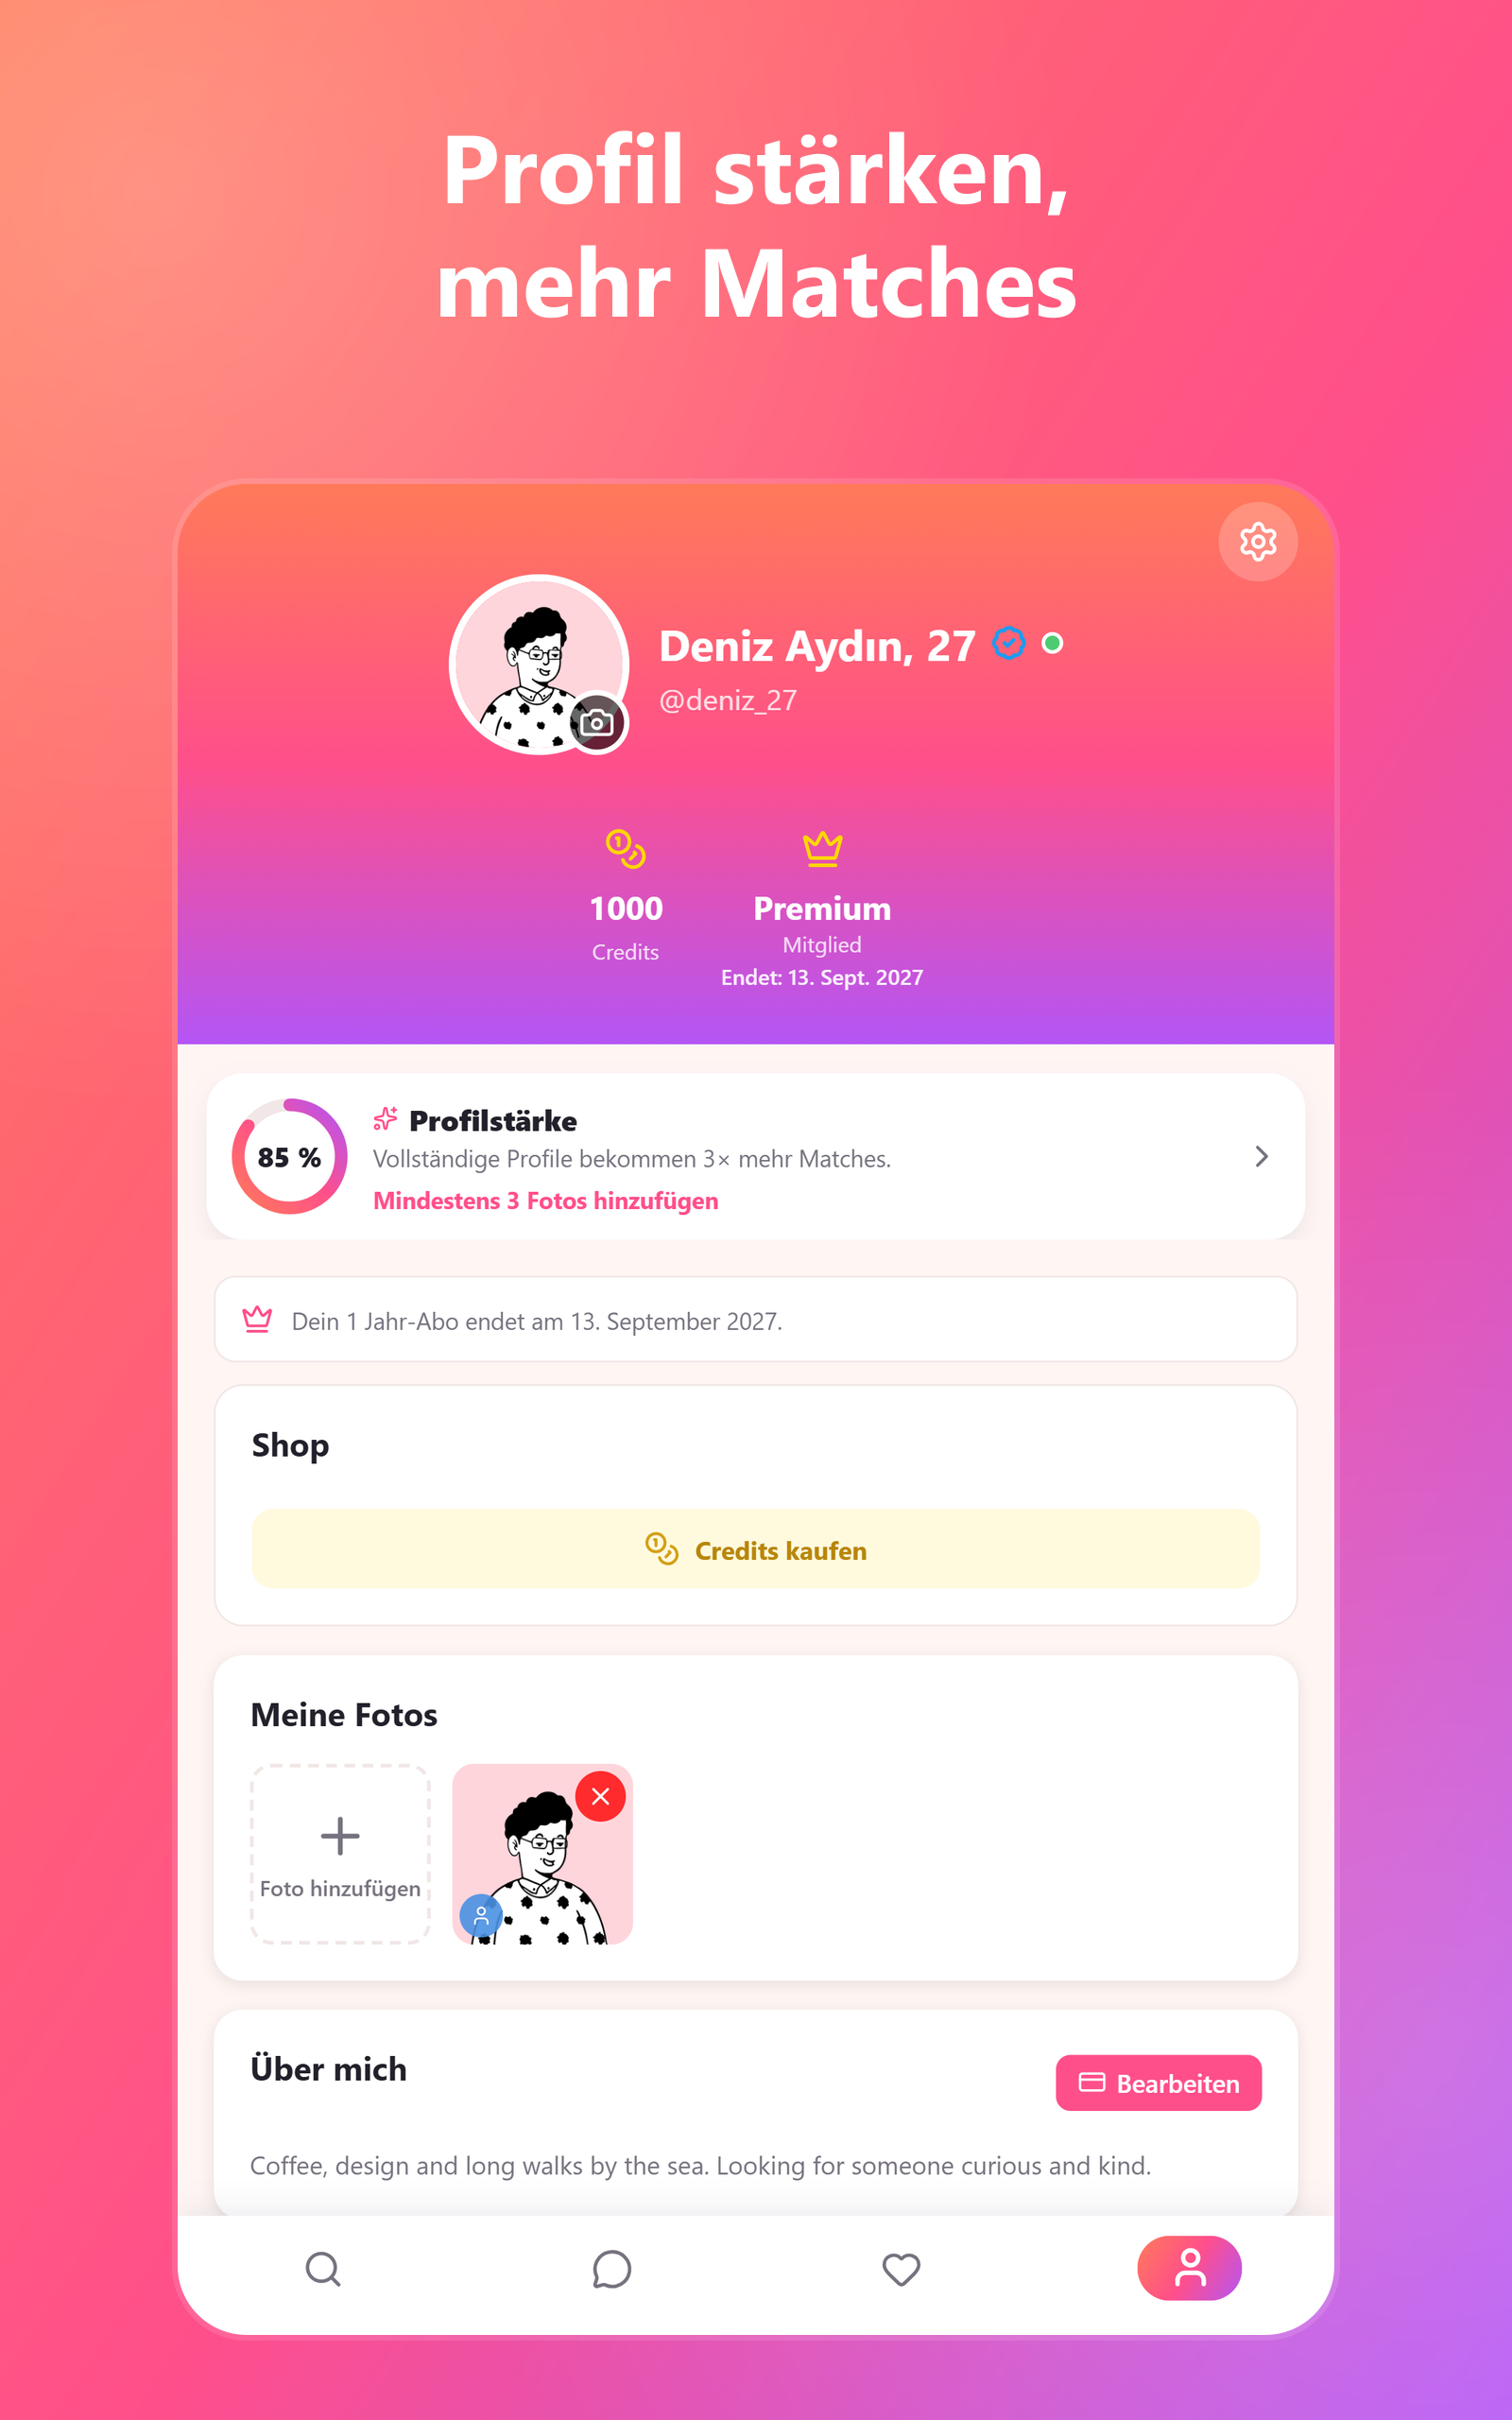 Profil stärken,
mehr Matches
Deniz Aydın, 27
@deniz_27
1000
Credits
Premium
Mitglied
Endet: 13. Sept. 2027
85 %
Profilstärke
Vollständige Profile bekommen 3× mehr Matches.
Mindestens 3 Fotos hinzufügen
Dein 1 Jahr-Abo endet am 13. September 2027.
Shop
Credits kaufen
Meine Fotos
Foto hinzufügen
Über mich
Bearbeiten
Coffee, design and long walks by the sea. Looking for someone curious and kind.